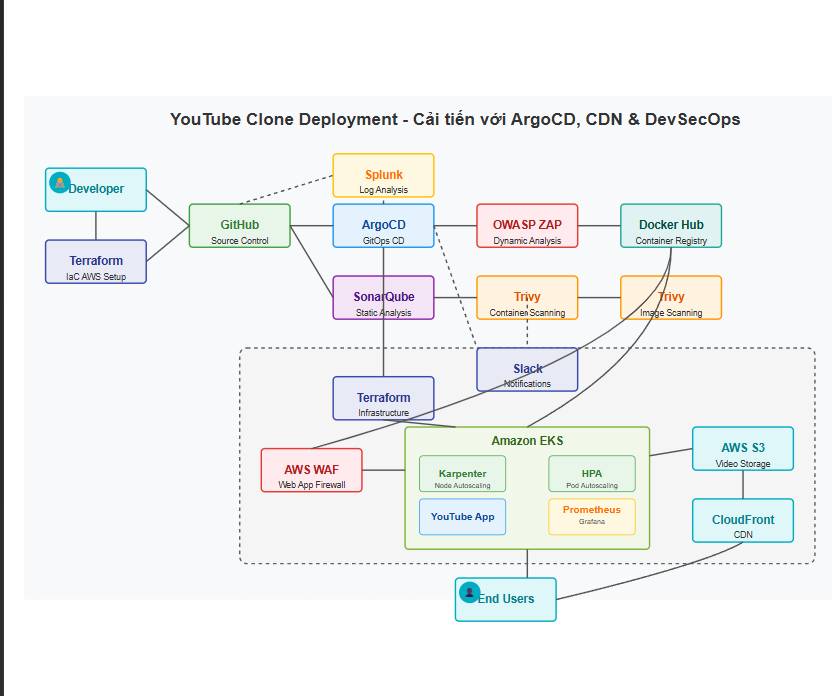 YouTube Clone Deployment - Cải tiến với ArgoCD, CDN & DevSecOps
Developer
Splunk
Log Analysis
GitHub
Source Control
ArgoCD
GitOps CD
OWASP ZAP
Dynamic Analysis
Docker Hub
Container Registry
Terraform
IaC AWS Setup
SonarQube
Static Analysis
Trivy
Container Scanning
Trivy
Image Scanning
Slack
Notifications
Terraform
Infrastructure
Amazon EKS
AWS WAF
Web App Firewall
Karpenter
Node Autoscaling
HPA
Pod Autoscaling
YouTube App
Prometheus
Grafana
AWS S3
Video Storage
CloudFront
CDN
End Users